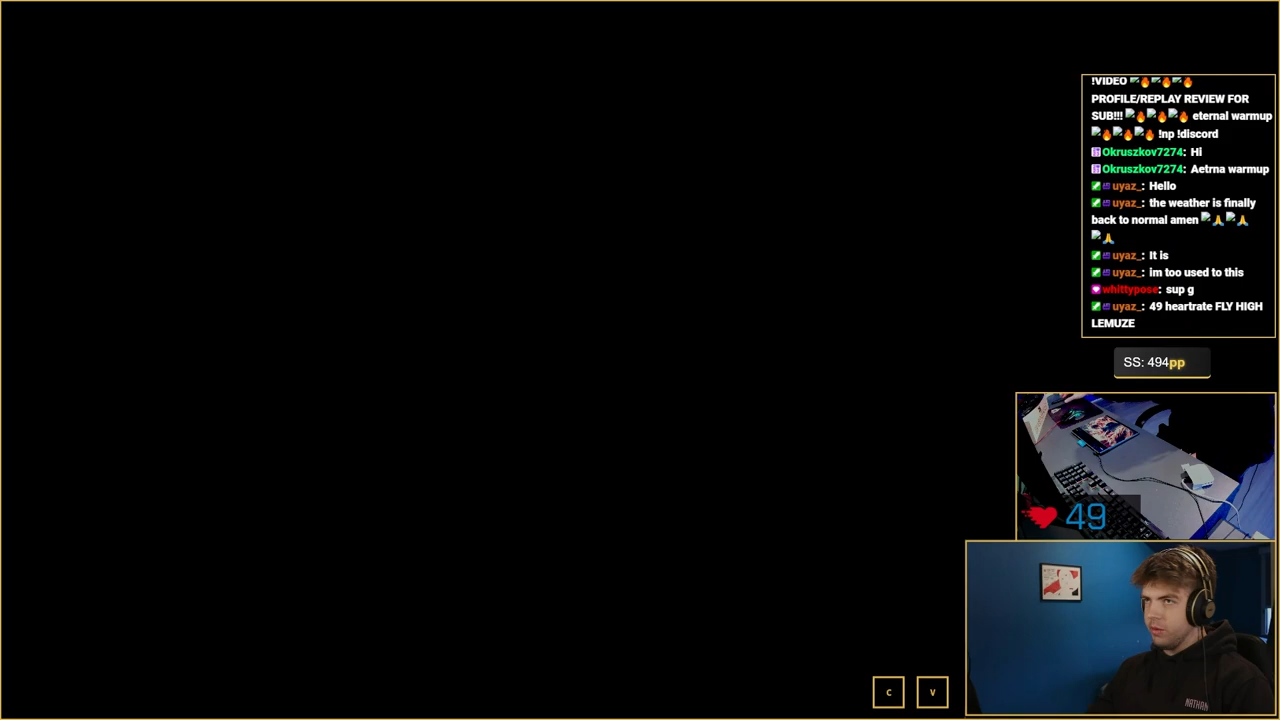 !VIDEO 🔥🔥🔥
PROFILE/REPLAY REVIEW FOR
SUB!!! 🔥🔥🔥 eternal warmup
🔥🔥🔥 !np !discord
Okruszkov7274: Hi
Okruszkov7274: Aetrna warmup
uyaz_: Hello
uyaz_: the weather is finally
back to normal amen 🙏🙏
🙏
uyaz_: It is
uyaz_: im too used to this
whittypose: sup g
uyaz_: 49 heartrate FLY HIGH
LEMUZE
SS: 494pp
49
C V
NATHAN